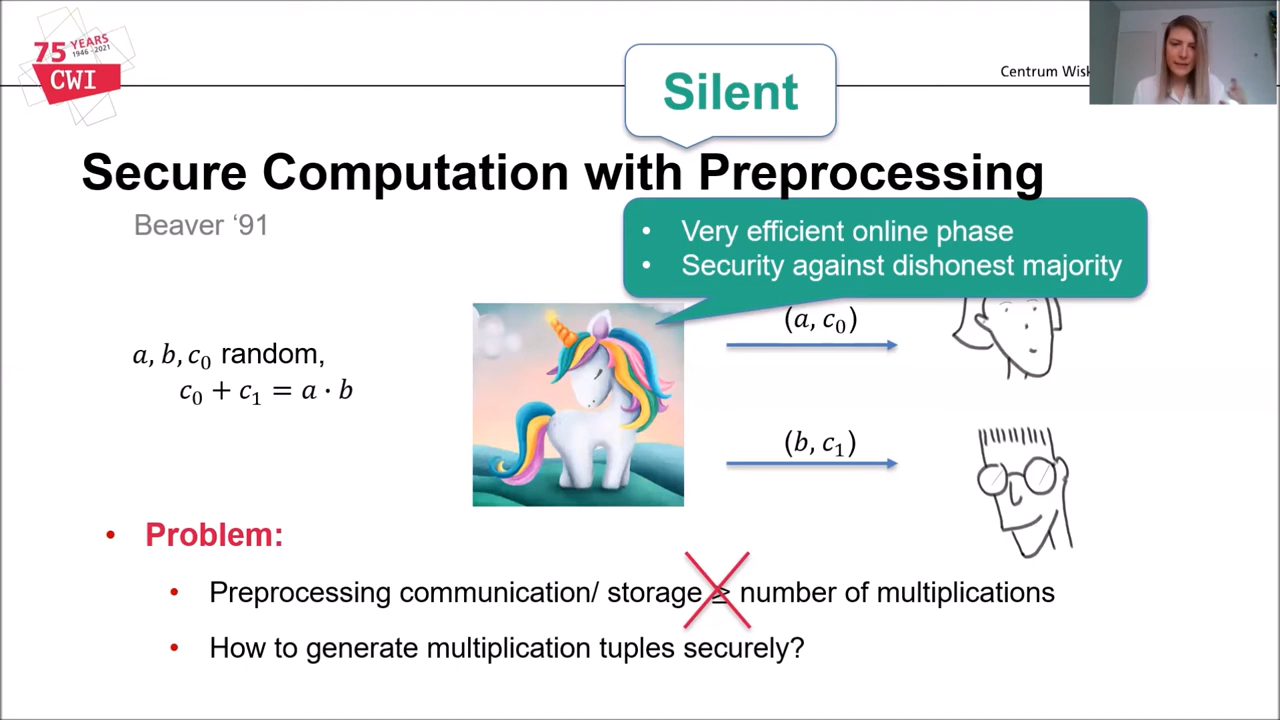 75 YEARS
1946 - 2021
CWI
Silent
Centrum Wisk
Secure Computation with Preprocessing
Beaver ‘91
• Very efficient online phase
• Security against dishonest majority
(a, c₀)
a, b, c₀ random,
c₀ + c₁ = a · b
(b, c₁)
• Problem:
• Preprocessing communication/ storage ≥ number of multiplications
• How to generate multiplication tuples securely?